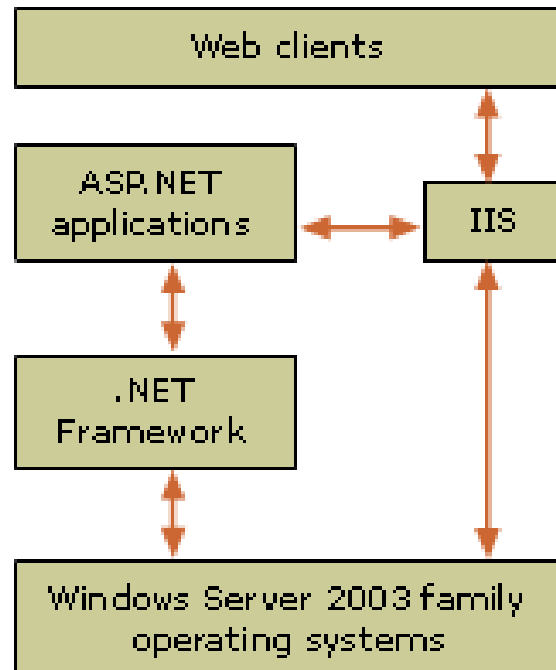 Web clients
ASP.NET
applications
IIS
.NET
Framework
Windows Server 2003 family
operating systems